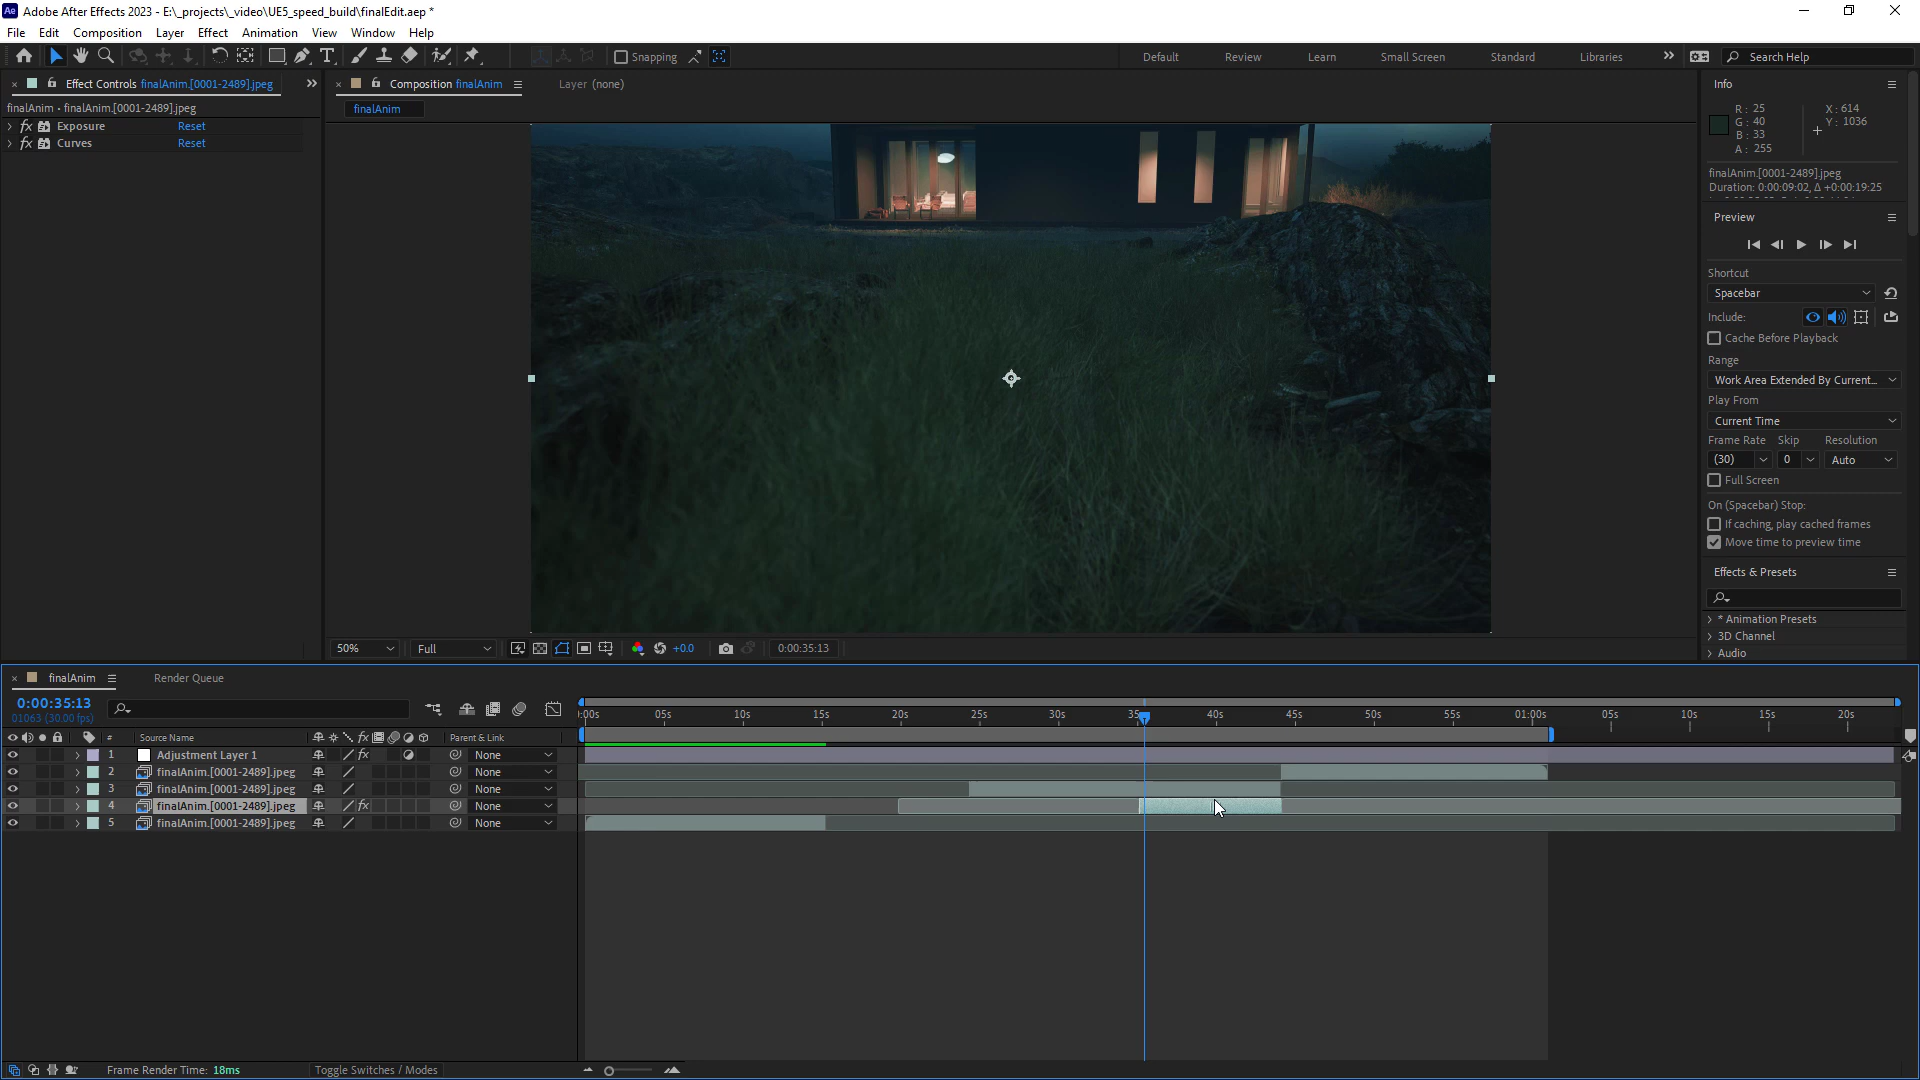 Adobe After Effects 2023 - E:\_projects\_video\UE5_speed_build\finalEdit.aep *
File Edit Composition Layer Effect Animation View Window Help
Snapping Default Review Learn Small Screen Standard Libraries Search Help
Effect Controls finalAnim.[0001-2489].jpeg
finalAnim • finalAnim.[0001-2489].jpeg
fx Exposure Reset
fx Curves Reset
Composition finalAnim Layer (none)
finalAnim
50% Full +0.0 0:00:35:13
Info
R: 25 X: 614
G: 40 Y: 1036
B: 33
A: 255
finalAnim.[0001-2489].jpeg
Duration: 0:00:09:02, Δ +0:00:19:25
Preview
Shortcut
Spacebar
Include:
Cache Before Playback
Range
Work Area Extended By Current...
Play From
Current Time
Frame Rate Skip Resolution
(30) 0 Auto
Full Screen
On (Spacebar) Stop:
If caching, play cached frames
Move time to preview time
Effects & Presets
* Animation Presets
3D Channel
Audio
finalAnim Render Queue
0:00:35:13
01063 (30.00 fps)
:00s 05s 10s 15s 20s 25s 30s 40s 45s 50s 55s 01:00s 05s 10s 15s 20s
# Source Name fx Parent & Link
1 Adjustment Layer 1 fx None
2 finalAnim.[0001-2489].jpeg None
3 finalAnim.[0001-2489].jpeg None
4 finalAnim.[0001-2489].jpeg fx None
5 finalAnim.[0001-2489].jpeg None
Frame Render Time: 18ms Toggle Switches / Modes